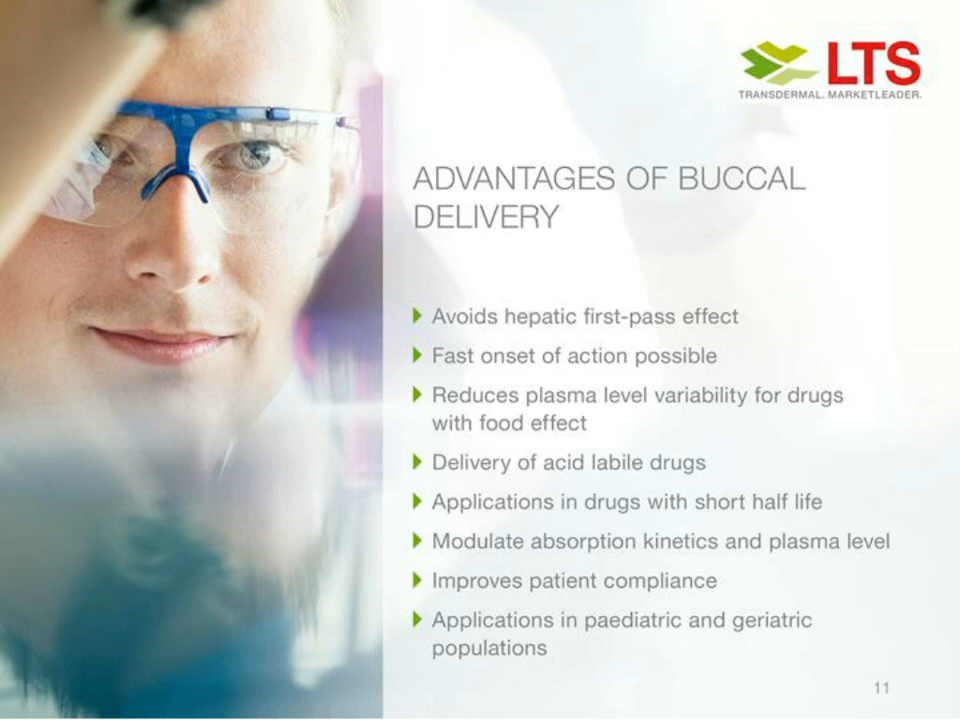 LTS
TRANSDERMAL. MARKETLEADER.
ADVANTAGES OF BUCCAL
DELIVERY
Avoids hepatic first-pass effect
Fast onset of action possible
Reduces plasma level variability for drugs
with food effect
Delivery of acid labile drugs
Applications in drugs with short half life
Modulate absorption kinetics and plasma level
Improves patient compliance
Applications in paediatric and geriatric
populations
11